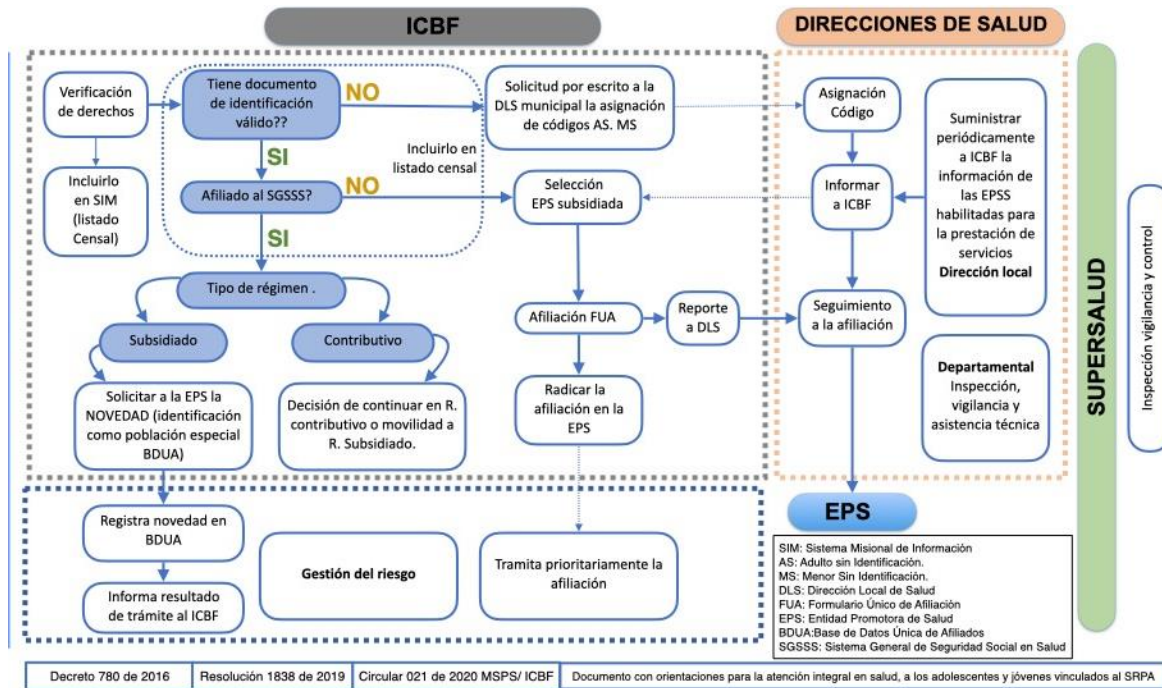 ICBF
DIRECCIONES DE SALUD
Verificación
de derechos
Tiene documento
de identificación
válido??
NO
Solicitud por escrito a la
DLS municipal la asignación
de códigos AS. MS
Asignación
Código
Suministrar
periódicamente
a ICBF la
información de
las EPSS
habilitadas para
la prestación de
servicios
Dirección local
SI
Incluirlo en
listado censal
Incluirlo
en SIM
(listado
Censal)
Afiliado al SGSSS?
NO
Selección
EPS subsidiada
Informar
a ICBF
SI
Tipo de régimen .
Afiliación FUA
Reporte
a DLS
Seguimiento
a la afiliación
Subsidiado
Contributivo
Departamental
Inspección,
vigilancia y
asistencia técnica
Solicitar a la EPS la
NOVEDAD (identificación
como población especial
BDUA)
Decisión de continuar en R.
contributivo o movilidad a
R. Subsidiado.
Radicar la
afiliación en la
EPS
SUPERSALUD
Inspección vigilancia y control
EPS
Registra novedad en
BDUA
Gestión del riesgo
Tramita prioritariamente la
afiliación
Informa resultado
de trámite al ICBF
SIM: Sistema Misional de Información
AS: Adulto sin Identificación.
MS: Menor Sin Identificación.
DLS: Dirección Local de Salud
FUA: Formulario Único de Afiliación
EPS: Entidad Promotora de Salud
BDUA:Base de Datos Única de Afiliados
SGSSS: Sistema General de Seguridad Social en Salud
Decreto 780 de 2016
Resolución 1838 de 2019
Circular 021 de 2020 MSPS/ ICBF
Documento con orientaciones para la atención integral en salud, a los adolescentes y jóvenes vinculados al SRPA